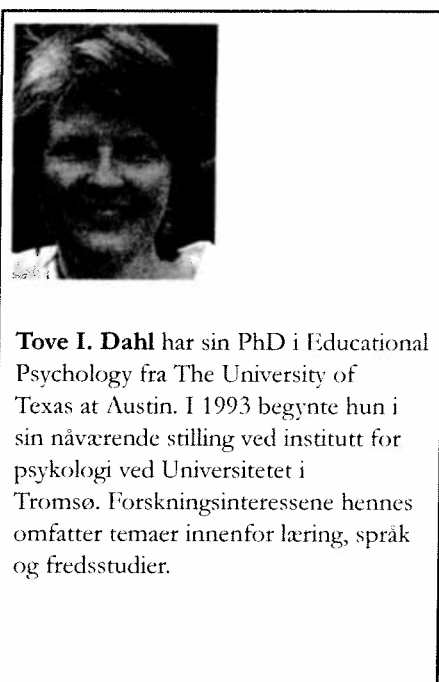 Tove I. Dahl har sin PhD i Educational
Psychology fra The University of
Texas at Austin. I 1993 begynte hun i
sin nåværende stilling ved institutt for
psykologi ved Universitetet i
Tromsø. Forskningsinteressene hennes
omfatter temaer innenfor læring, språk
og fredsstudier.